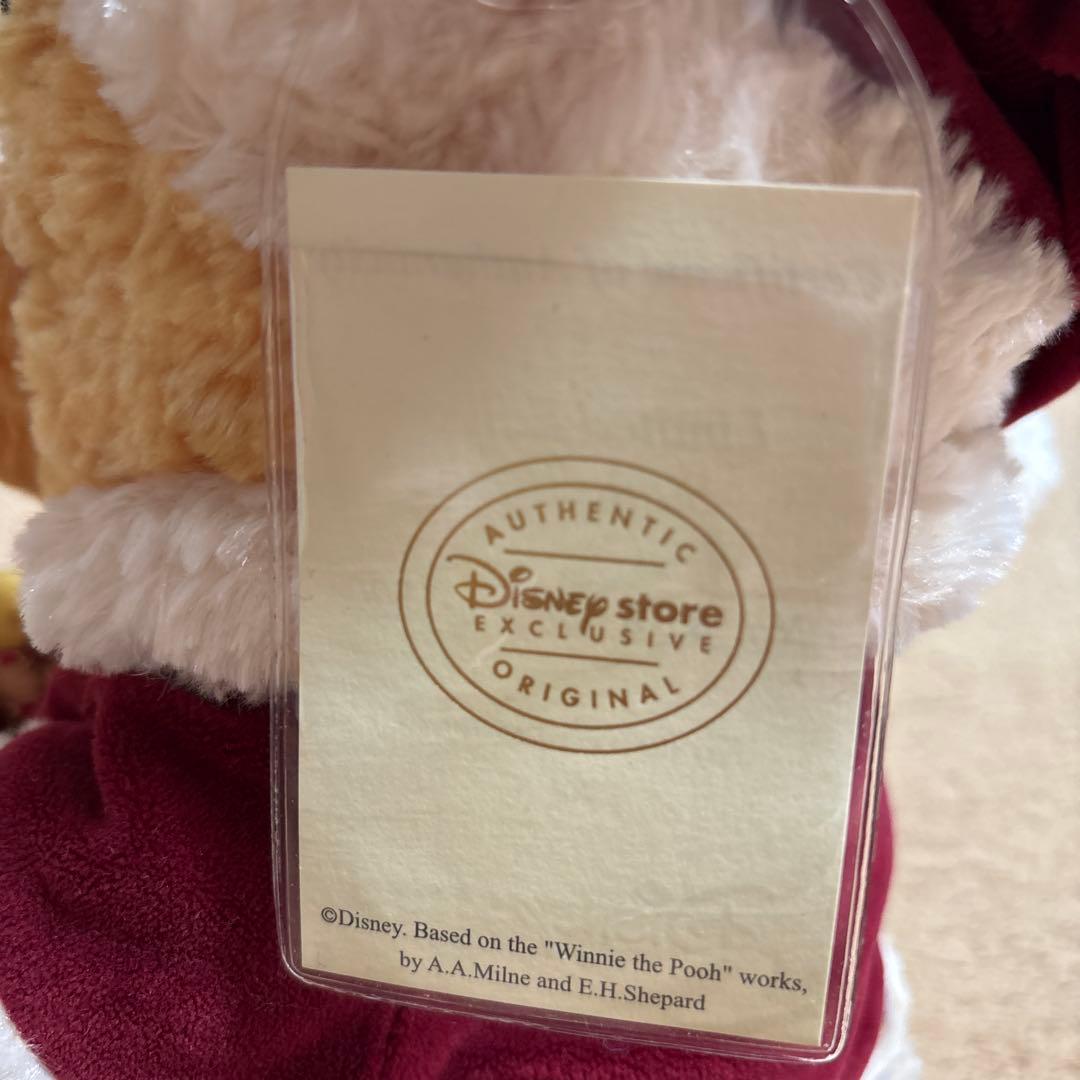 AUTHENTIC
Disney store
EXCLUSIVE
ORIGINAL
©Disney. Based on the "Winnie the Pooh" works,
by A.A.Milne and E.H.Shepard